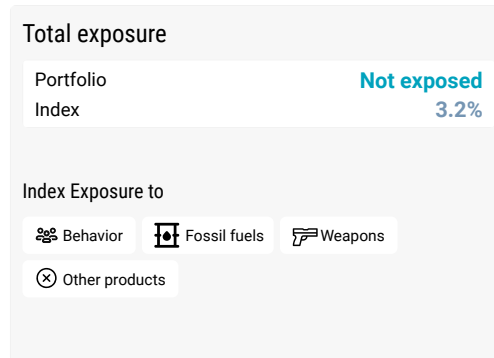 Total exposure
Portfolio Not exposed
Index 3.2%
Index Exposure to
Behavior Fossil fuels Weapons
Other products